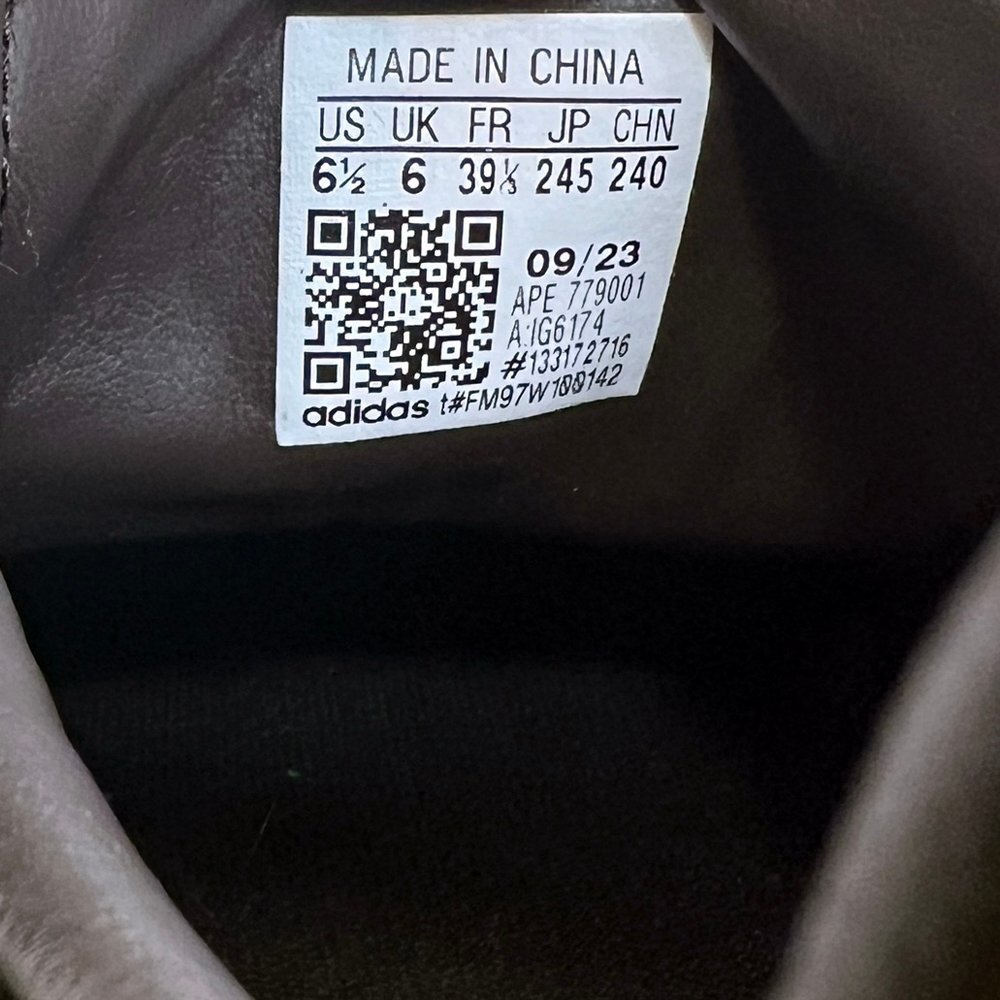 MADE IN CHINA
US UK FR JP CHN
6½ 6 39⅓ 245 240
09/23
APE 779001
A:IG6174
#133172716
adidas t#FM97W100142